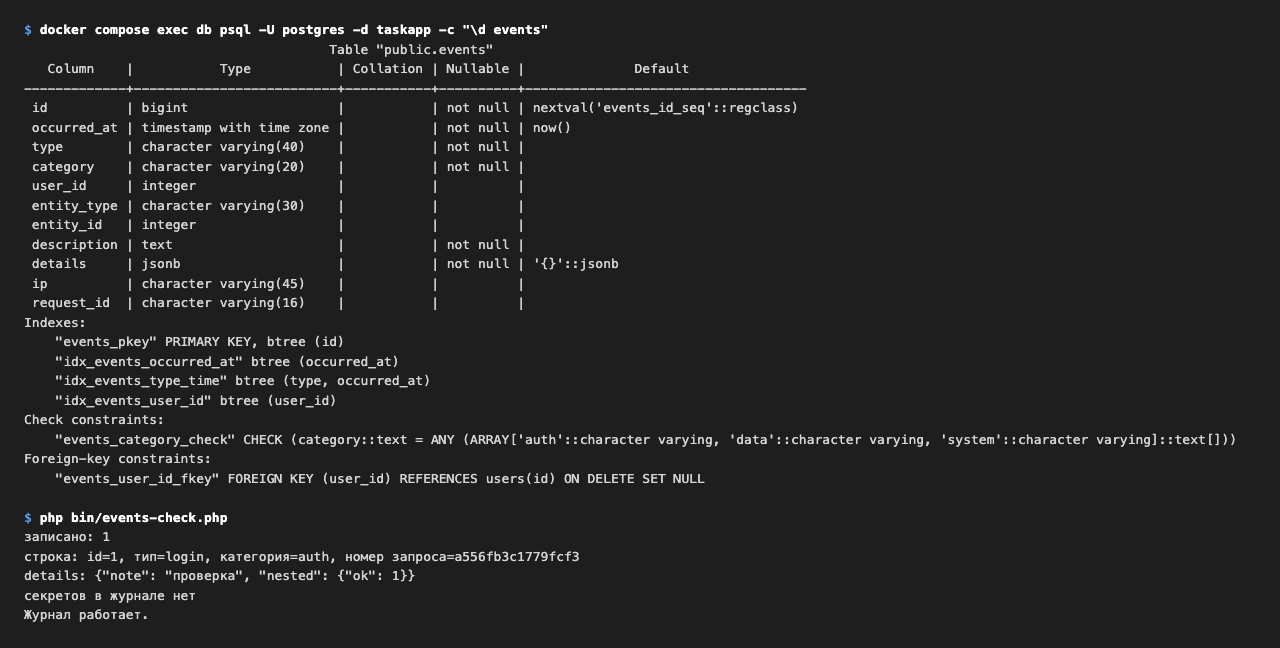 $ docker compose exec db psql -U postgres -d taskapp -c "\d events"
                                       Table "public.events"
   Column    |           Type           | Collation | Nullable |              Default
-------------+--------------------------+-----------+----------+------------------------------------
 id          | bigint                   |           | not null | nextval('events_id_seq'::regclass)
 occurred_at | timestamp with time zone |           | not null | now()
 type        | character varying(40)    |           | not null |
 category    | character varying(20)    |           | not null |
 user_id     | integer                  |           |          |
 entity_type | character varying(30)    |           |          |
 entity_id   | integer                  |           |          |
 description | text                     |           | not null |
 details     | jsonb                    |           | not null | '{}'::jsonb
 ip          | character varying(45)    |           |          |
 request_id  | character varying(16)    |           |          |
Indexes:
    "events_pkey" PRIMARY KEY, btree (id)
    "idx_events_occurred_at" btree (occurred_at)
    "idx_events_type_time" btree (type, occurred_at)
    "idx_events_user_id" btree (user_id)
Check constraints:
    "events_category_check" CHECK (category::text = ANY (ARRAY['auth'::character varying, 'data'::character varying, 'system'::character varying]::text[]))
Foreign-key constraints:
    "events_user_id_fkey" FOREIGN KEY (user_id) REFERENCES users(id) ON DELETE SET NULL
$ php bin/events-check.php
записано: 1
строка: id=1, тип=login, категория=auth, номер запроса=a556fb3c1779fcf3
details: {"note": "проверка", "nested": {"ok": 1}}
секретов в журнале нет
Журнал работает.